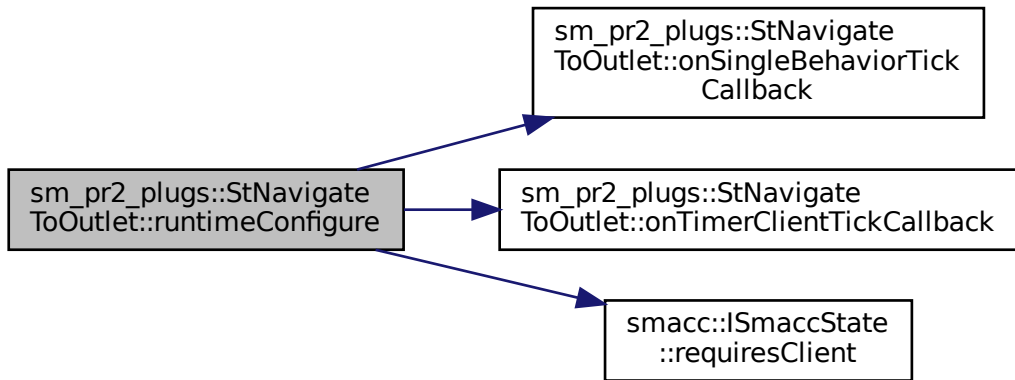 sm_pr2_plugs::StNavigate
ToOutlet::runtimeConfigure
sm_pr2_plugs::StNavigate
ToOutlet::onSingleBehaviorTick
Callback
sm_pr2_plugs::StNavigate
ToOutlet::onTimerClientTickCallback
smacc::ISmaccState
::requiresClient